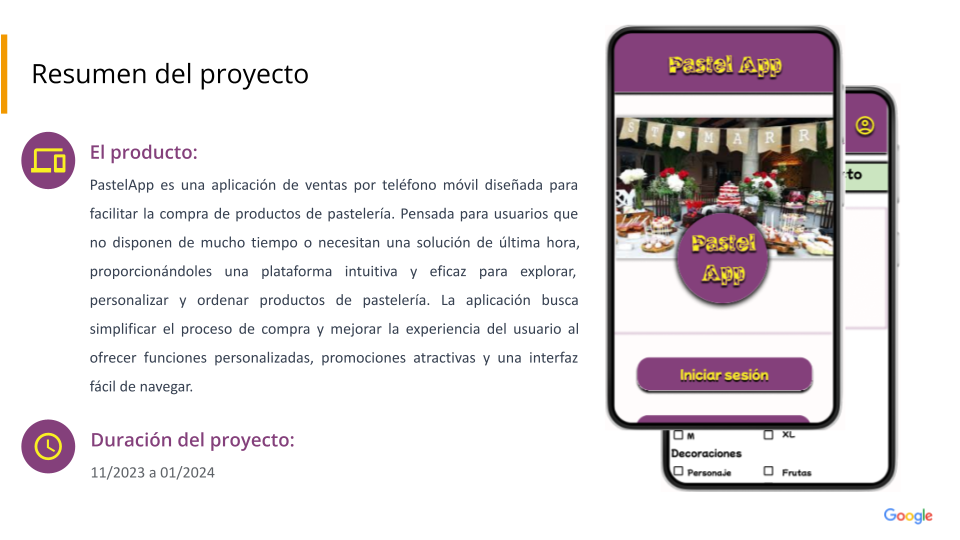 Resumen del proyecto
El producto:
PastelApp es una aplicación de ventas por teléfono móvil diseñada para
facilitar la compra de productos de pastelería. Pensada para usuarios que
no disponen de mucho tiempo o necesitan una solución de última hora,
proporcionándoles una plataforma intuitiva y eficaz para explorar,
personalizar y ordenar productos de pastelería. La aplicación busca
simplificar el proceso de compra y mejorar la experiencia del usuario al
ofrecer funciones personalizadas, promociones atractivas y una interfaz
fácil de navegar.
Duración del proyecto:
11/2023 a 01/2024
Pastel App
ST ♥ MARR
Pastel
App
Iniciar sesión
rto
M
XL
Decoraciones
Personaje
Frutas
Google